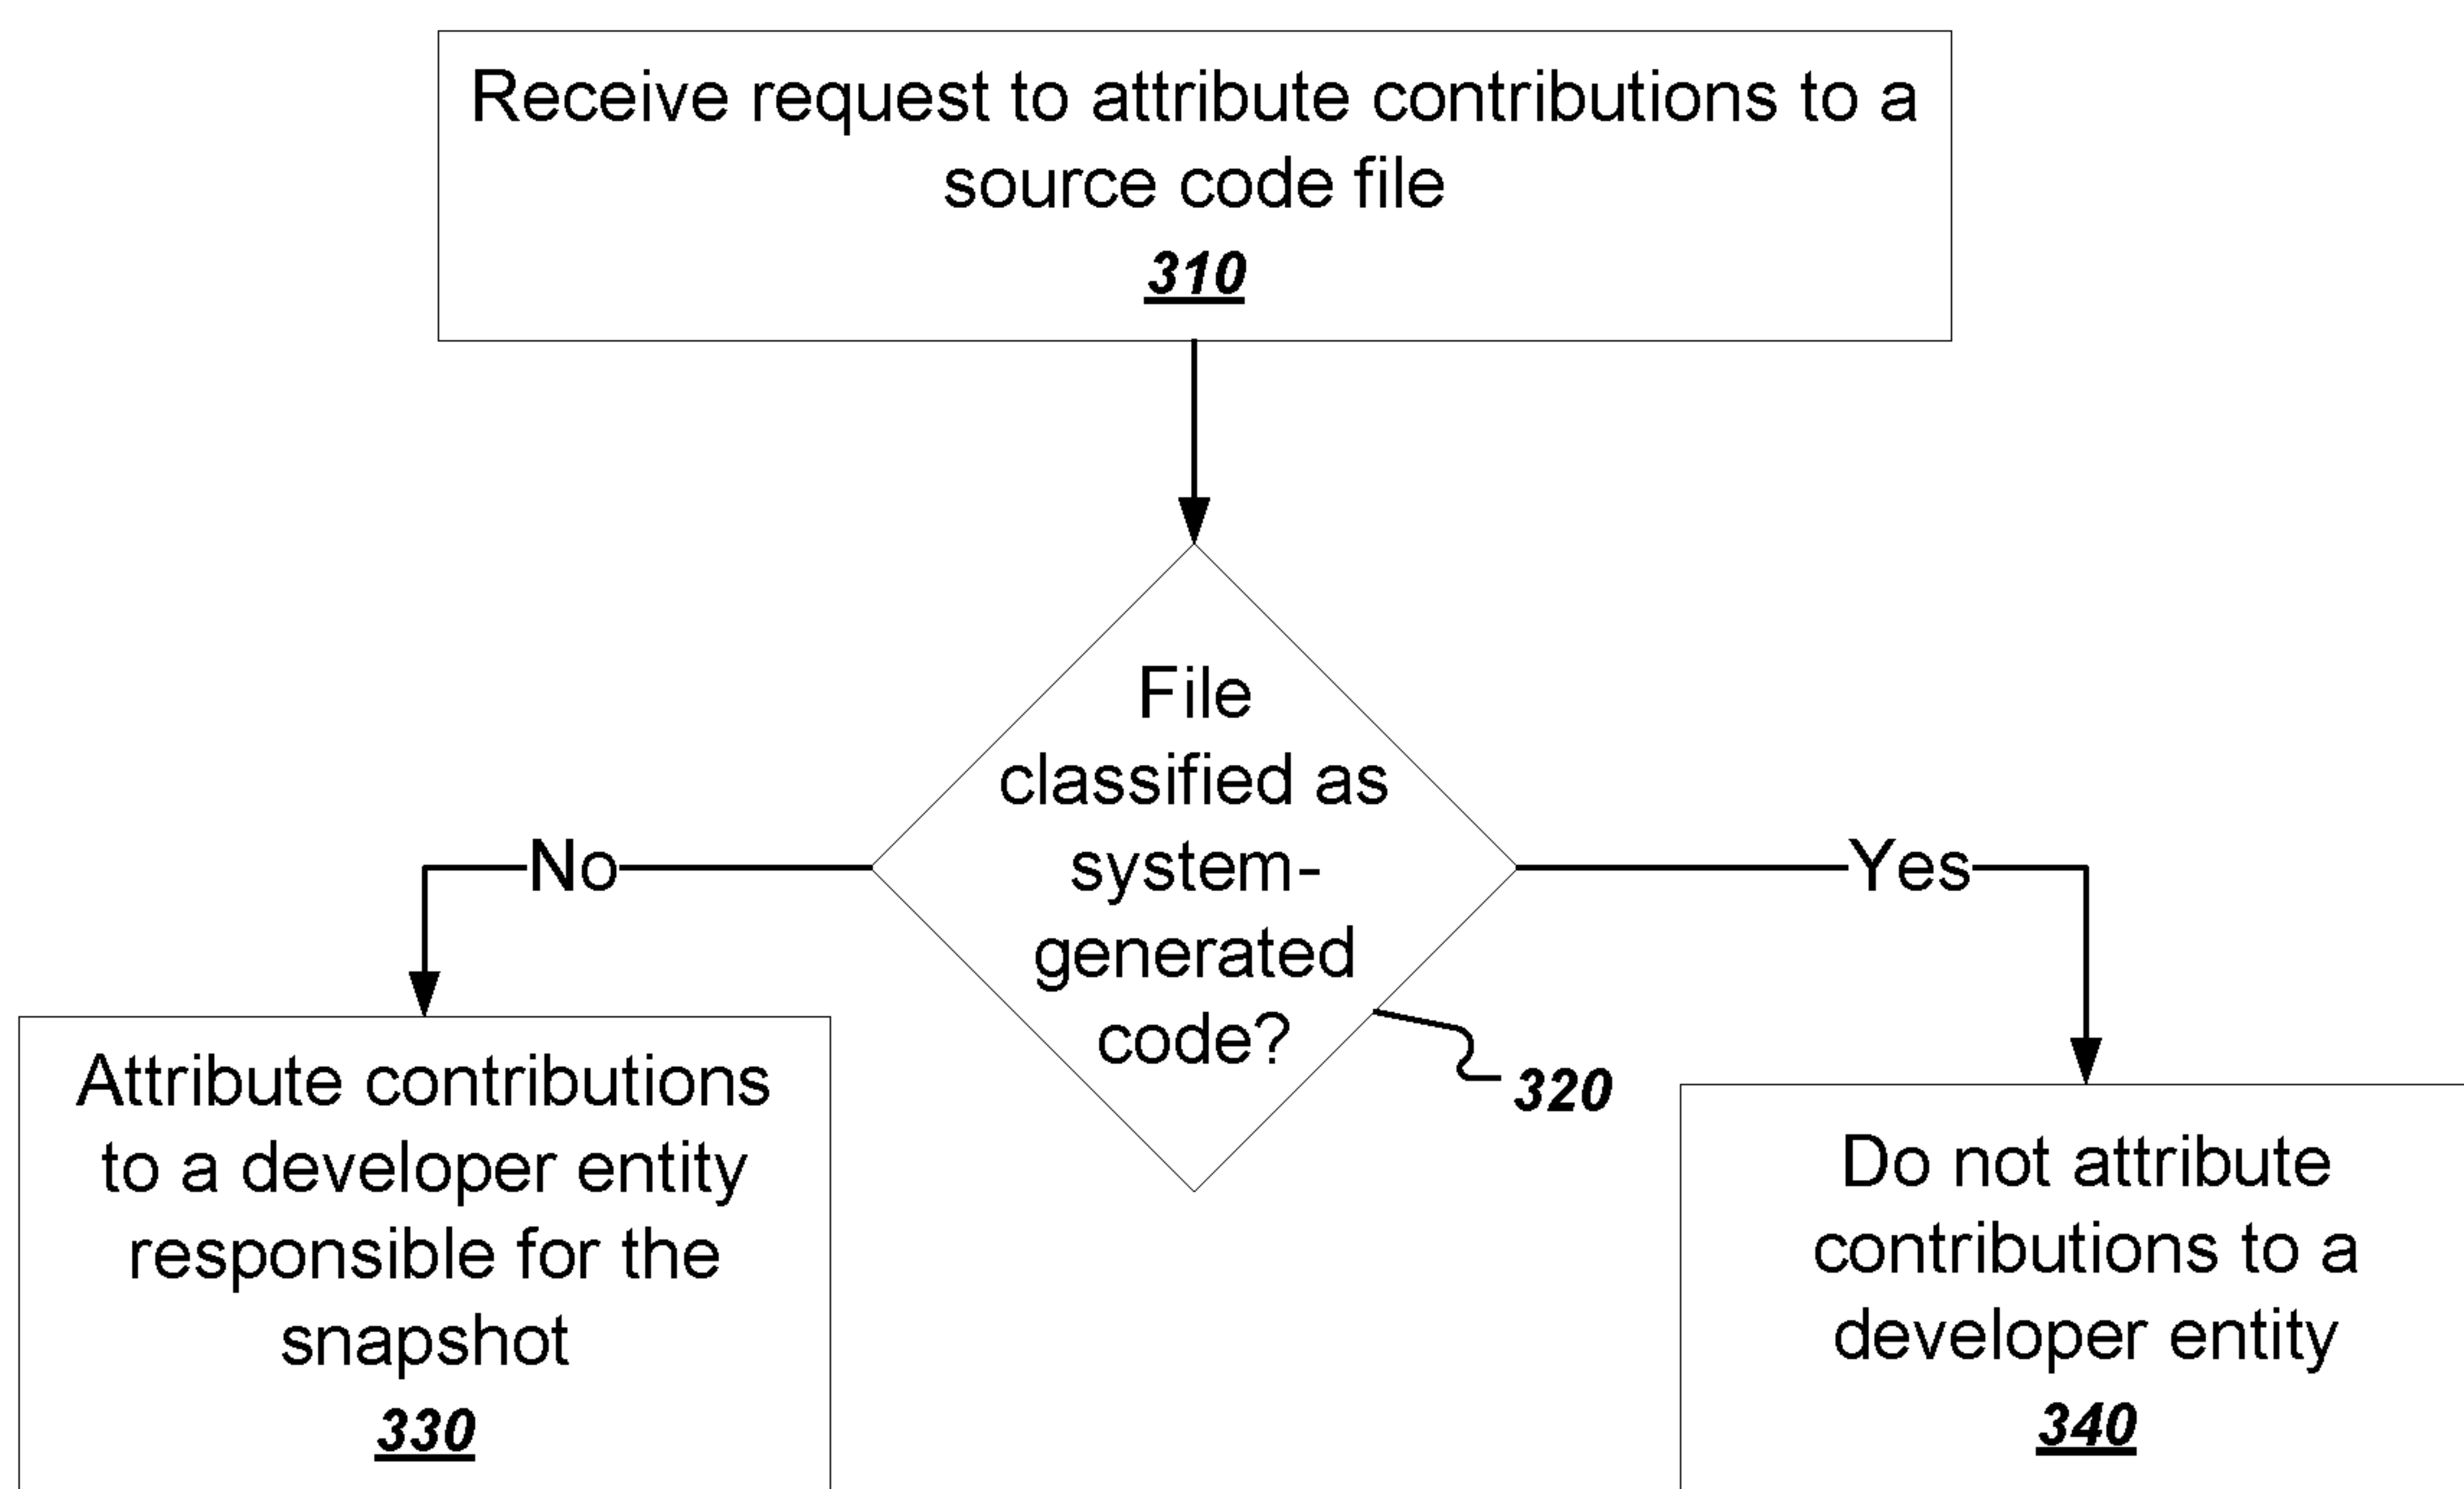 Receive request to attribute contributions to a
source code file
310
File
classified as
system-
generated
code?
No
Yes
320
Attribute contributions
to a developer entity
responsible for the
snapshot
330
Do not attribute
contributions to a
developer entity
340